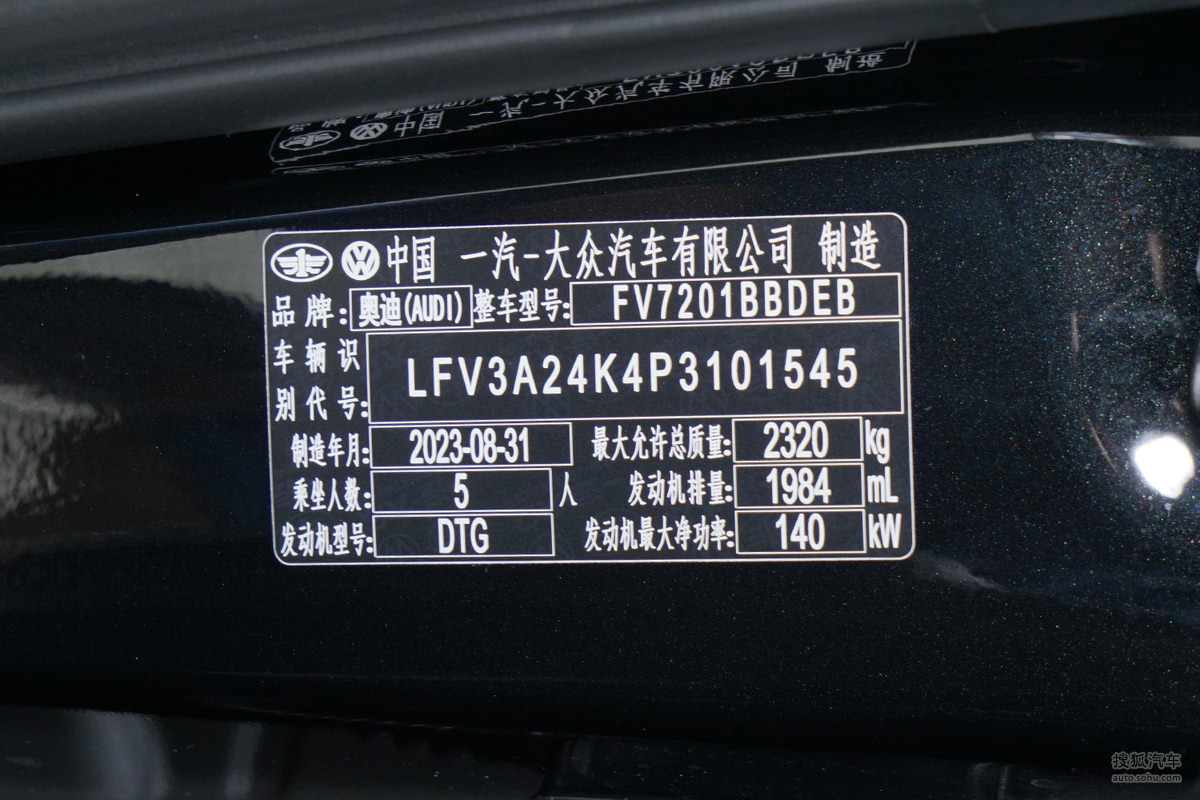 中国 一汽-大众汽车有限公司 制造
品牌: 奥迪(AUDI) 整车型号: FV7201BBDEB
车辆识别代号: LFV3A24K4P3101545
制造年月: 2023-08-31 最大允许总质量: 2320 kg
乘坐人数: 5 人 发动机排量: 1984 mL
发动机型号: DTG 发动机最大净功率: 140 kW
搜狐汽车
auto.sohu.com